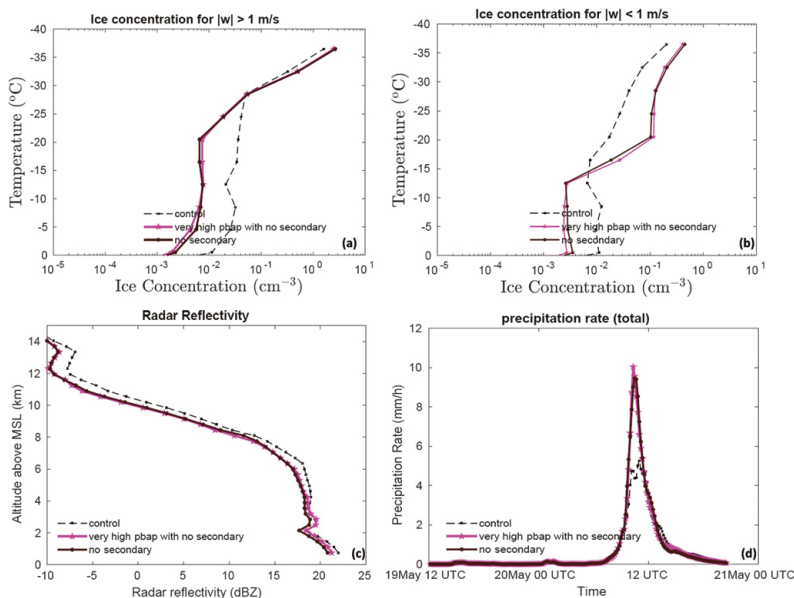 Ice concentration for |w| > 1 m/s
-40
-35
-30
-25
-20
-15
-10
-5
0
Temperature (°C)
control
very high pbap with no secondary
no secondary
(a)
10^-5 10^-4 10^-3 10^-2 10^-1 10^0 10^1
Ice Concentration (cm^-3)
Ice concentration for |w| < 1 m/s
-40
-35
-30
-25
-20
-15
-10
-5
0
Temperature (°C)
control
very high pbap with no secondary
no secondary
(b)
10^-5 10^-4 10^-3 10^-2 10^-1 10^0 10^1
Ice Concentration (cm^-3)
Radar Reflectivity
14
12
10
8
6
4
2
0
Altitude above MSL (km)
control
very high pbap with no secondary
no secondary
(c)
-10 -5 0 5 10 15 20 25
Radar reflectivity (dBZ)
precipitation rate (total)
12
10
8
6
4
2
0
Precipitation Rate (mm/h)
control
very high pbap with no secondary
no secondary
(d)
19May 12 UTC 20May 00 UTC 12 UTC 21May 00 UTC
Time